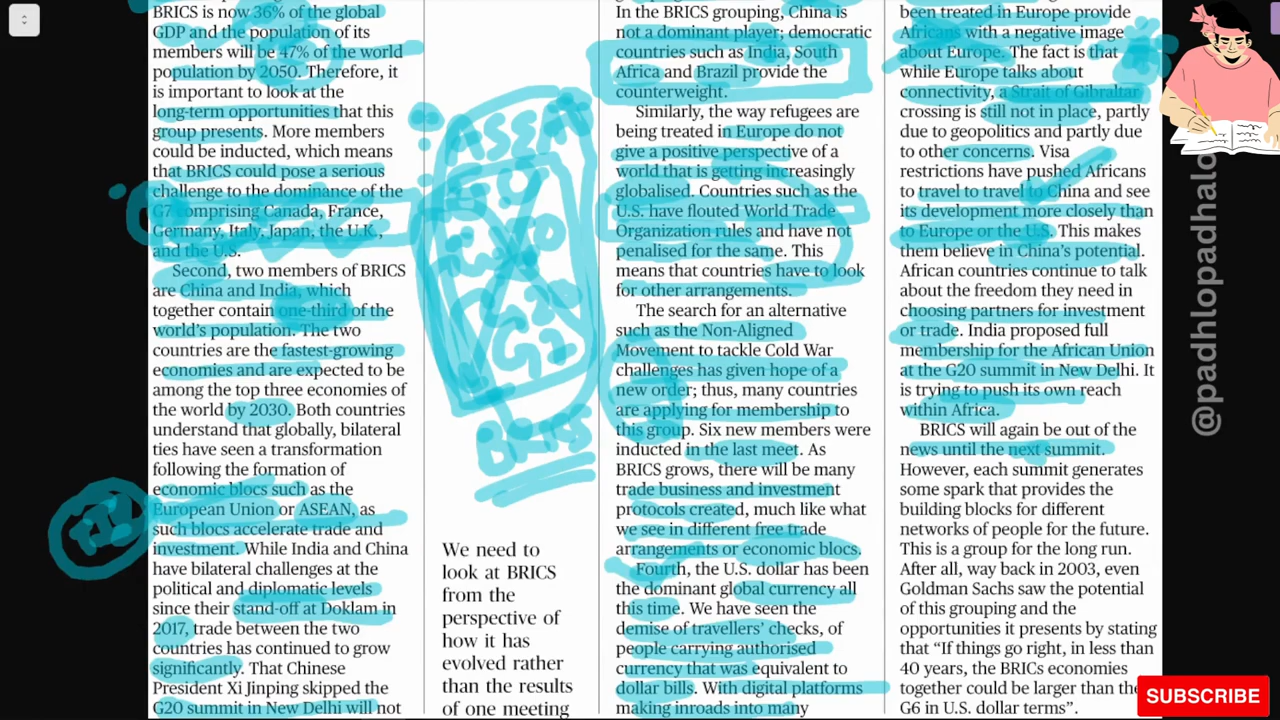 BRICS is now 36% of the global
GDP and the population of its
members will be 47% of the world
population by 2050. Therefore, it
is important to look at the
long-term opportunities that this
group presents. More members
could be inducted, which means
that BRICS could pose a serious
challenge to the dominance of the
G7 comprising Canada, France,
Germany, Italy, Japan, the U.K.,
and the U.S.
Second, two members of BRICS
are China and India, which
together contain one-third of the
world's population. The two
countries are the fastest-growing
economies and are expected to be
among the top three economies of
the world by 2030. Both countries
understand that globally, bilateral
ties have seen a transformation
following the formation of
economic blocs such as the
European Union or ASEAN, as
such blocs accelerate trade and
investment. While India and China
have bilateral challenges at the
political and diplomatic levels
since their stand-off at Doklam in
2017, trade between the two
countries has continued to grow
significantly. That Chinese
President Xi Jinping skipped the
G20 summit in New Delhi will not
ASEAN
We need to
look at BRICS
from the
perspective of
how it has
evolved rather
than the results
of one meeting
In the BRICS grouping, China is
not a dominant player; democratic
countries such as India, South
Africa and Brazil provide the
counterweight.
Similarly, the way refugees are
being treated in Europe do not
give a positive perspective of a
world that is getting increasingly
globalised. Countries such as the
U.S. have flouted World Trade
Organization rules and have not
penalised for the same. This
means that countries have to look
for other arrangements.
The search for an alternative
such as the Non-Aligned
Movement to tackle Cold War
challenges has given hope of a
new order; thus, many countries
are applying for membership to
this group. Six new members were
inducted in the last meet. As
BRICS grows, there will be many
trade business and investment
protocols created, much like what
we see in different free trade
arrangements or economic blocs.
Fourth, the U.S. dollar has been
the dominant global currency all
this time. We have seen the
demise of travellers' checks, of
people carrying authorised
currency that was equivalent to
dollar bills. With digital platforms
making inroads into many
been treated in Europe provide
Africans with a negative image
about Europe. The fact is that
while Europe talks about
connectivity, a Strait of Gibraltar
crossing is still not in place, partly
due to geopolitics and partly due
to other concerns. Visa
restrictions have pushed Africans
to travel to travel to China and see
its development more closely than
to Europe or the U.S. This makes
them believe in China's potential.
African countries continue to talk
about the freedom they need in
choosing partners for investment
or trade. India proposed full
membership for the African Union
at the G20 summit in New Delhi. It
is trying to push its own reach
within Africa.
BRICS will again be out of the
news until the next summit.
However, each summit generates
some spark that provides the
building blocks for different
networks of people for the future.
This is a group for the long run.
After all, way back in 2003, even
Goldman Sachs saw the potential
of this grouping and the
opportunities it presents by stating
that "If things go right, in less than
40 years, the BRICs economies
together could be larger than the
G6 in U.S. dollar terms".
@padhlopadhalo
SUBSCRIBE